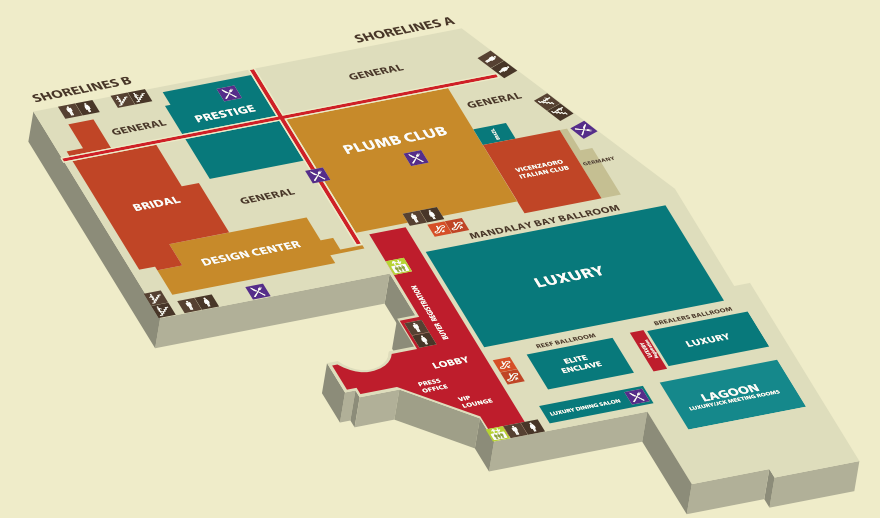 SHORELINES A
GENERAL
SHORELINES B
GENERAL
PRESTIGE
GENERAL
PLUMB CLUB
VICENZAORO
ITALIAN CLUB
GERMANY
BRIDAL
GENERAL
DESIGN CENTER
MANDALAY BAY BALLROOM
LUXURY
BUYER REGISTRATION
LOBBY
PRESS
OFFICE
VIP
LOUNGE
REEF BALLROOM
ELITE
ENCLAVE
BREALERS BALLROOM
LUXURY
LUXURY DINING SALON
LAGOON
LUXURY/JCK MEETING ROOMS